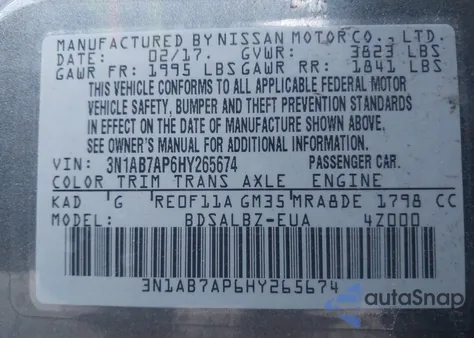 MANUFACTURED BY NISSAN MOTOR CO., LTD.
DATE: 02/17. GVWR: 3823 LBS
GAWR FR: 1995 LBS GAWR RR: 1841 LBS
THIS VEHICLE CONFORMS TO ALL APPLICABLE FEDERAL MOTOR
VEHICLE SAFETY, BUMPER AND THEFT PREVENTION STANDARDS
IN EFFECT ON THE DATE OF MANUFACTURE SHOWN ABOVE.
SEE OWNER'S MANUAL FOR ADDITIONAL INFORMATION.
VIN: 3N1AB7AP6HY265674 PASSENGER CAR.
COLOR TRIM TRANS AXLE ENGINE
KAD G RE0F11A GM35 MRA8DE 1798 CC
MODEL: BDSALBZ-EUA 4Z000
3N1AB7AP6HY265674
autoSnap